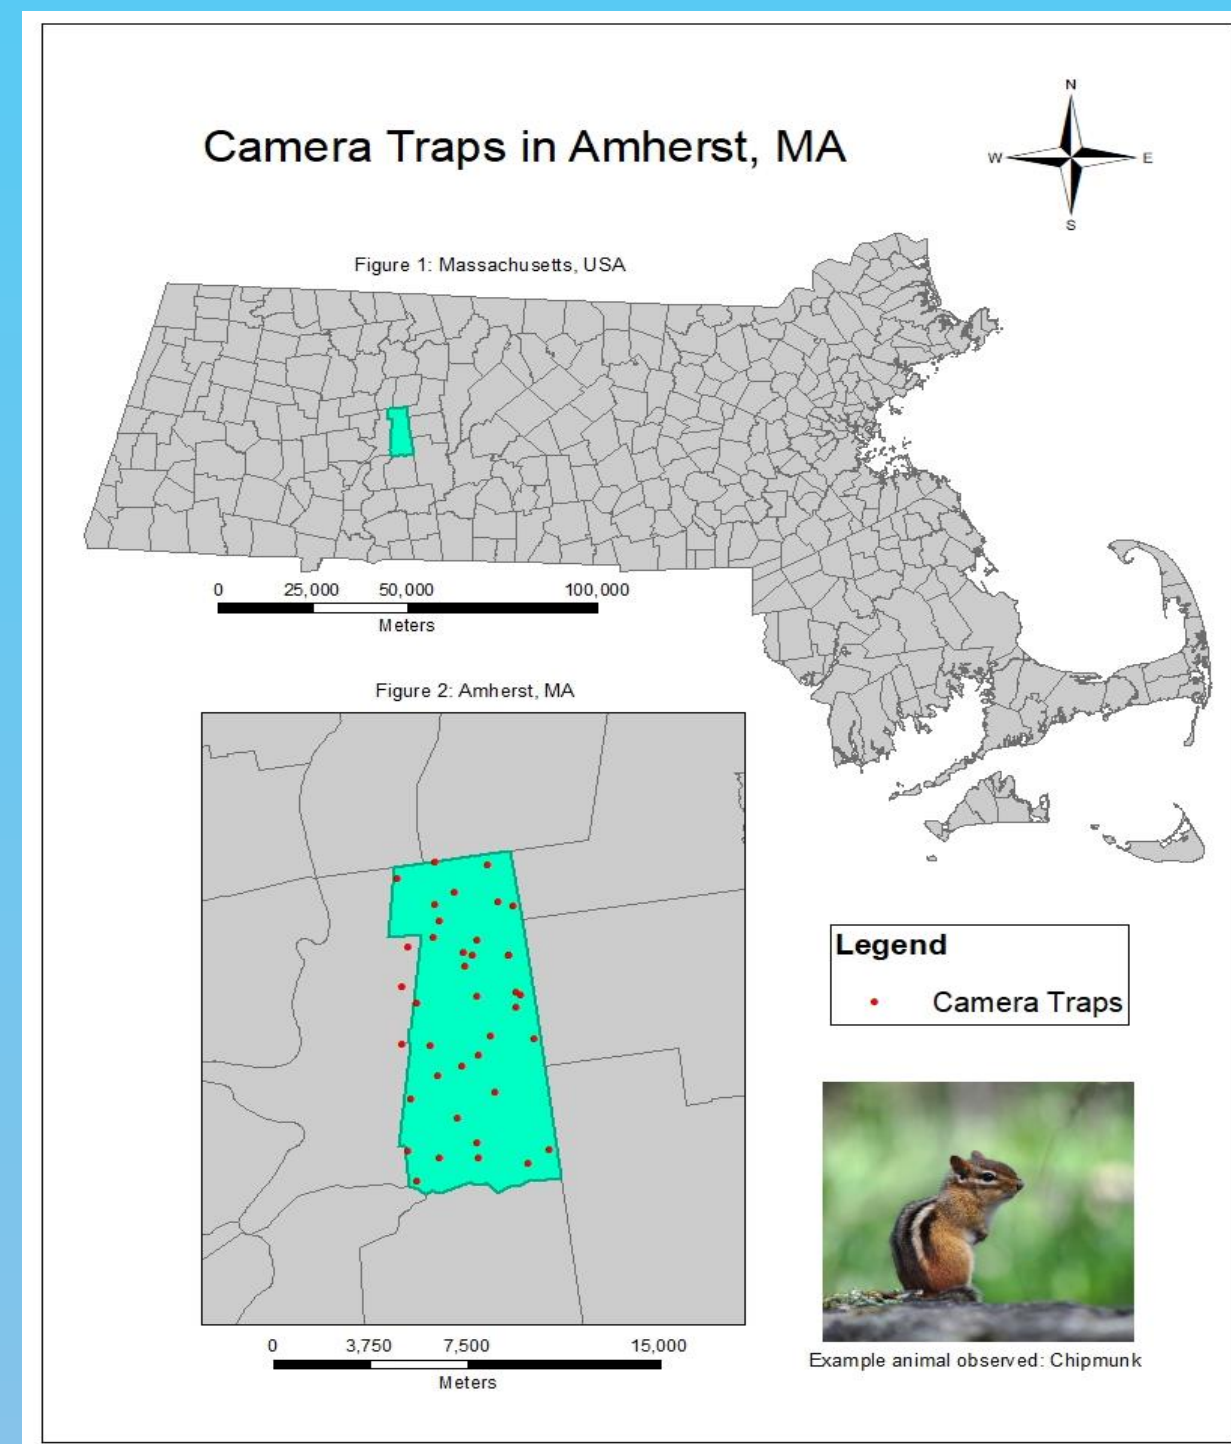 Camera Traps in Amherst, MA
N
W
E
S
Figure 1: Massachusetts, USA
0 25,000 50,000 100,000
Meters
Figure 2: Amherst, MA
0 3,750 7,500 15,000
Meters
Legend
Camera Traps
Example animal observed: Chipmunk